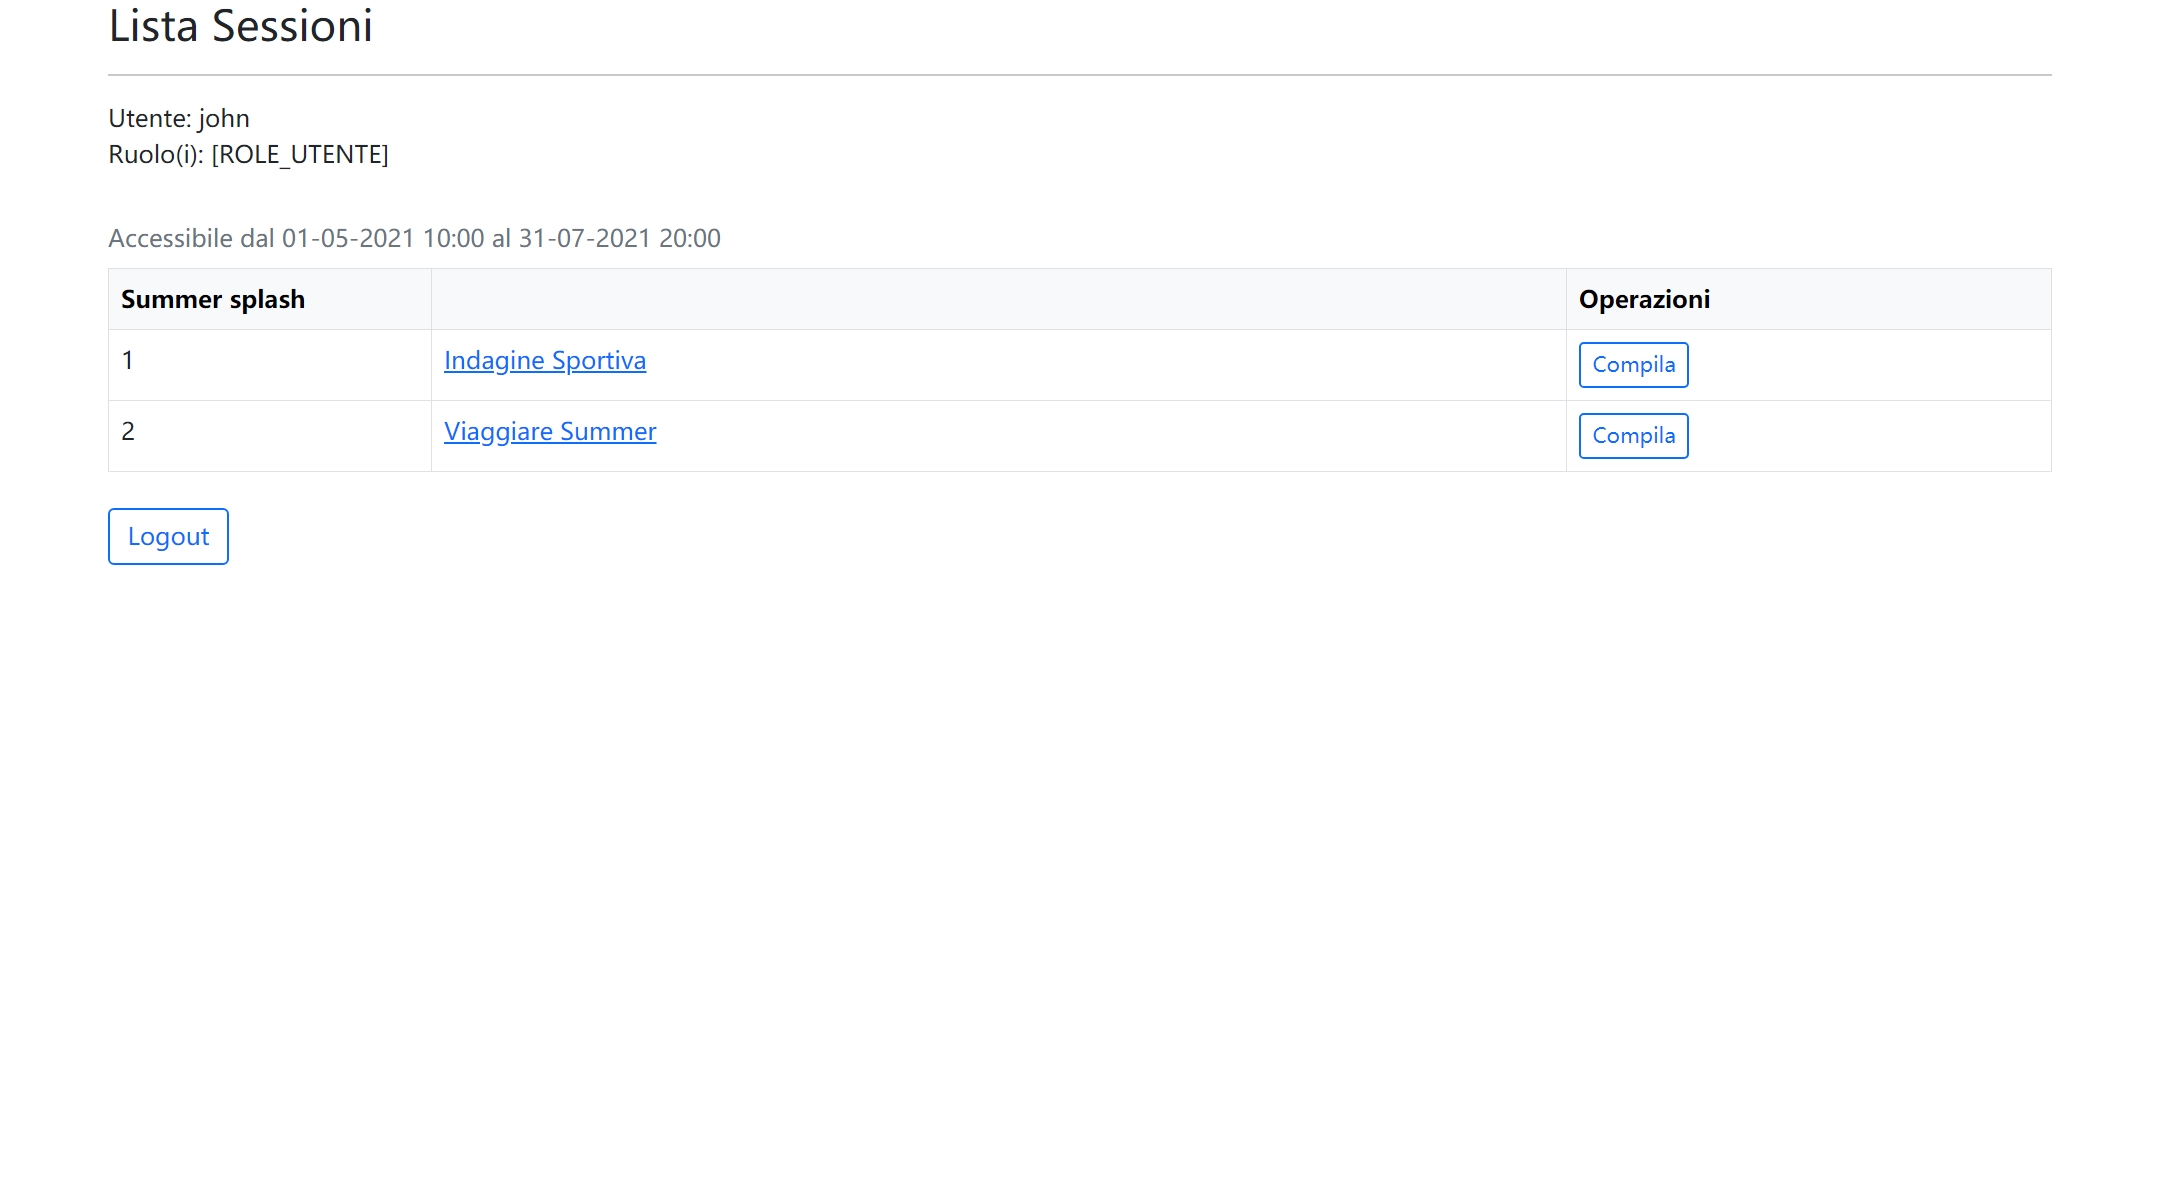 Lista Sessioni
Utente: john
Ruolo(i): [ROLE_UTENTE]
Accessibile dal 01-05-2021 10:00 al 31-07-2021 20:00
Summer splash Operazioni
1 Indagine Sportiva Compila
2 Viaggiare Summer Compila
Logout